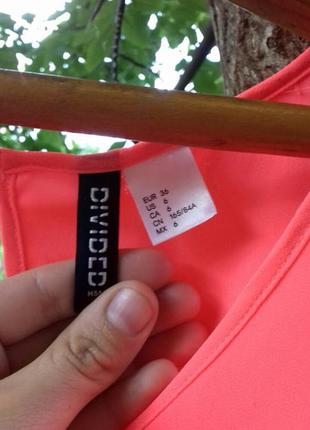 DIVIDED
EUR 36
US 6
CA 6
CN 165/84A
MX 6